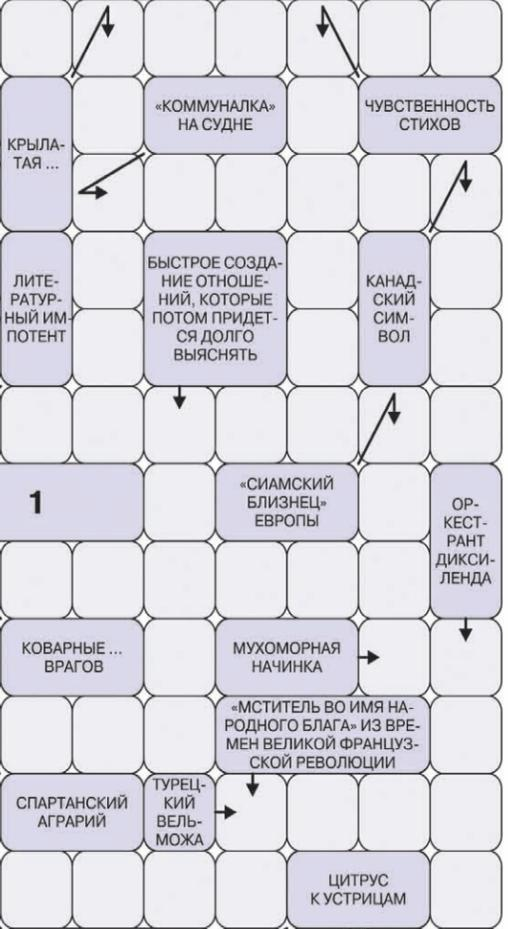 КРЫЛА-
ТАЯ ...
«КОММУНАЛКА»
НА СУДНЕ
ЧУВСТВЕННОСТЬ
СТИХОВ
ЛИТЕ-
РАТУР-
НЫЙ ИМ-
ПОТЕНТ
БЫСТРОЕ СОЗДА-
НИЕ ОТНОШЕ-
НИЙ, КОТОРЫЕ
ПОТОМ ПРИДЕТ-
СЯ ДОЛГО
ВЫЯСНЯТЬ
КАНАД-
СКИЙ
СИМ-
ВОЛ
1
«СИАМСКИЙ
БЛИЗНЕЦ»
ЕВРОПЫ
ОР-
КЕСТ-
РАНТ
ДИКСИ-
ЛЕНДА
КОВАРНЫЕ ...
ВРАГОВ
МУХОМОРНАЯ
НАЧИНКА
«МСТИТЕЛЬ ВО ИМЯ НА-
РОДНОГО БЛАГА» ИЗ ВРЕ-
МЕН ВЕЛИКОЙ ФРАНЦУЗ-
СКОЙ РЕВОЛЮЦИИ
СПАРТАНСКИЙ
АГРАРИЙ
ТУРЕЦ-
КИЙ
ВЕЛЬ-
МОЖА
ЦИТРУС
К УСТРИЦАМ